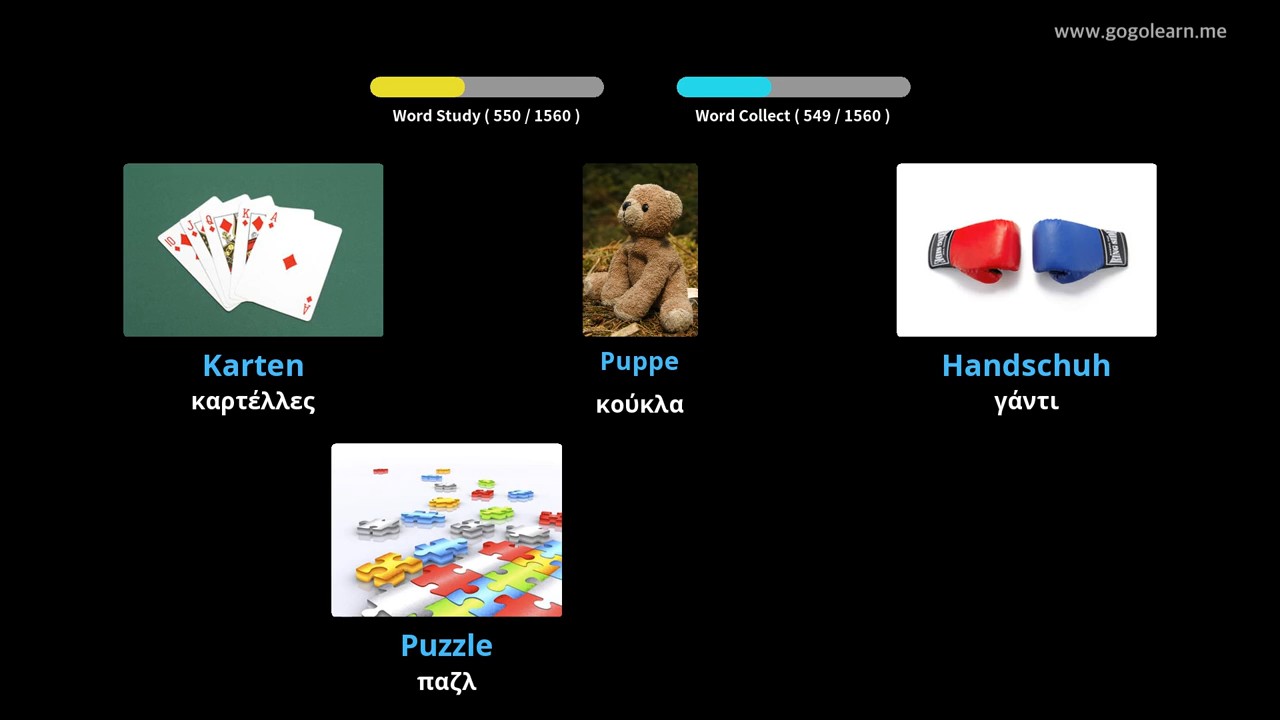 www.gogolearn.me
Word Study ( 550 / 1560 )
Word Collect ( 549 / 1560 )
10 J Q K A
A
Karten
καρτέλλες
Puppe
κούκλα
Handschuh
γάντι
Puzzle
παζλ